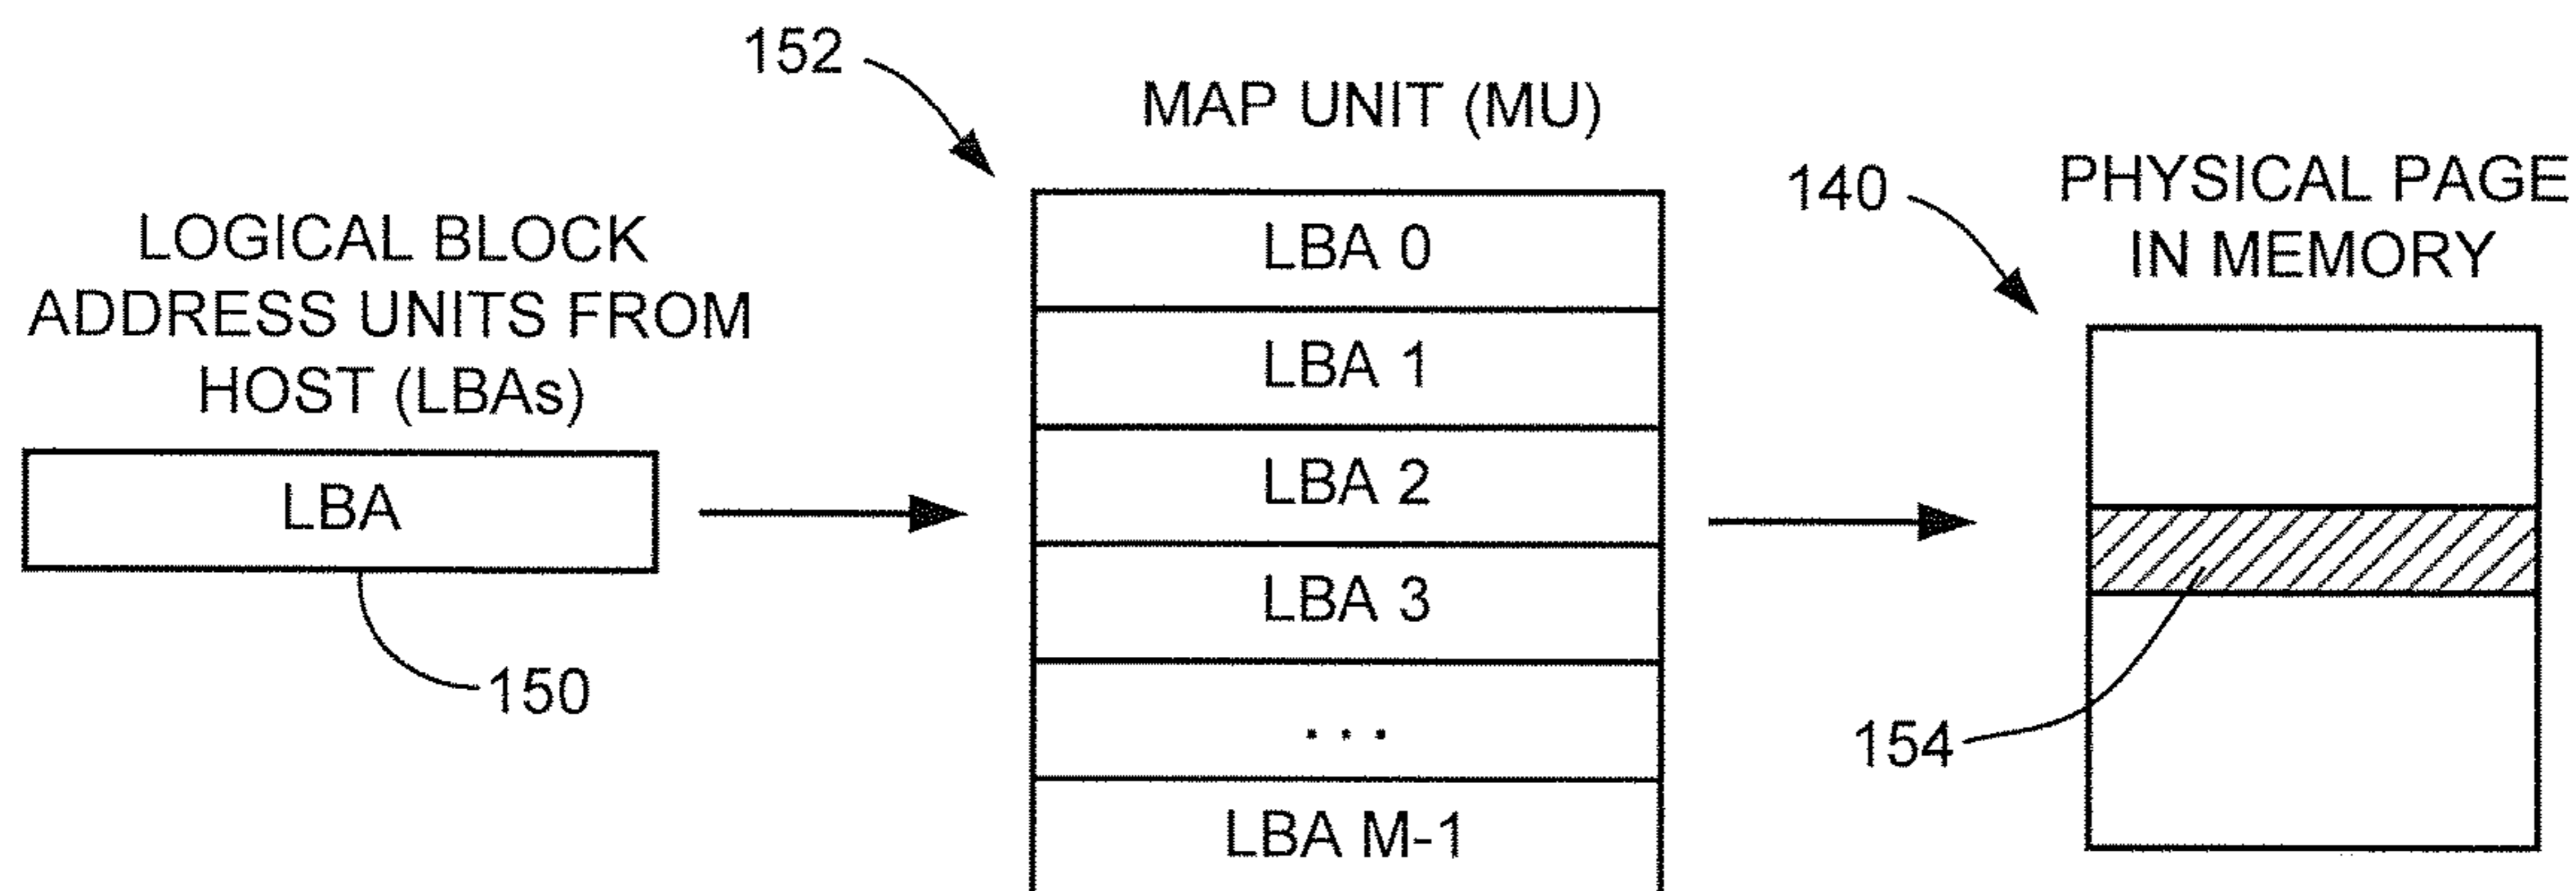 152
MAP UNIT (MU)
140
PHYSICAL PAGE
IN MEMORY
LOGICAL BLOCK
ADDRESS UNITS FROM
HOST (LBAs)
LBA
150
LBA 0
LBA 1
LBA 2
LBA 3
...
LBA M-1
154